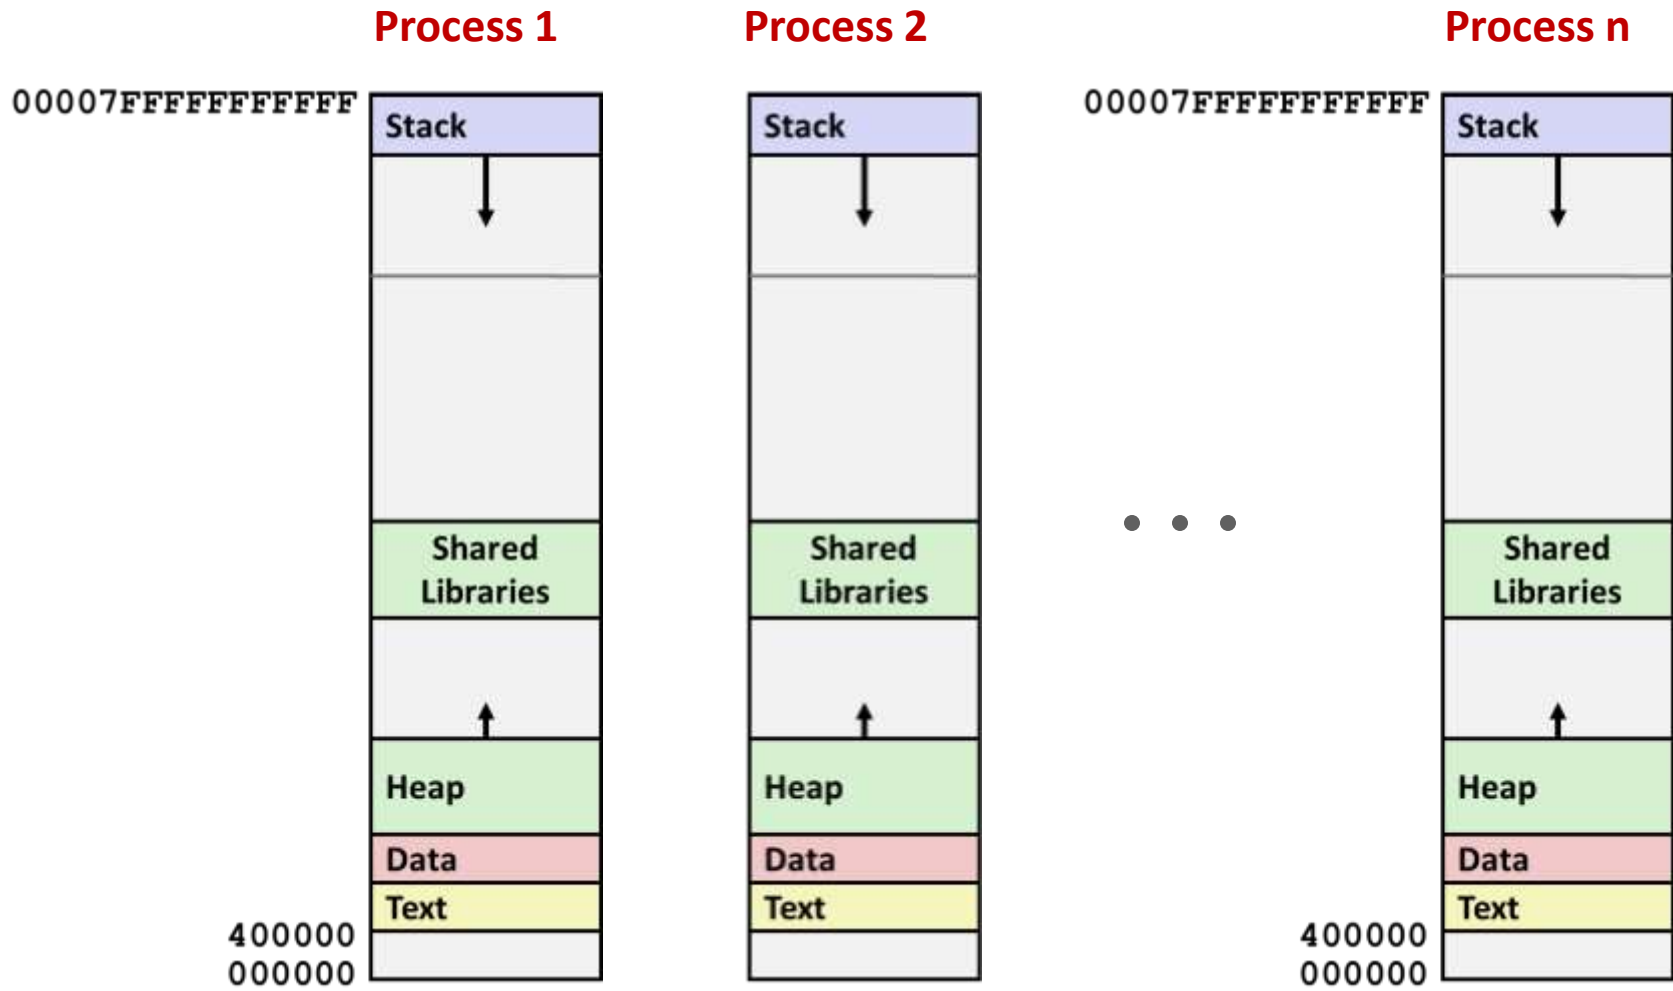 Process 1
Process 2
Process n
00007FFFFFFFFFFF
Stack
Shared
Libraries
Heap
Data
Text
400000
000000
Stack
Shared
Libraries
Heap
Data
Text
00007FFFFFFFFFFF
Stack
Shared
Libraries
Heap
Data
Text
400000
000000